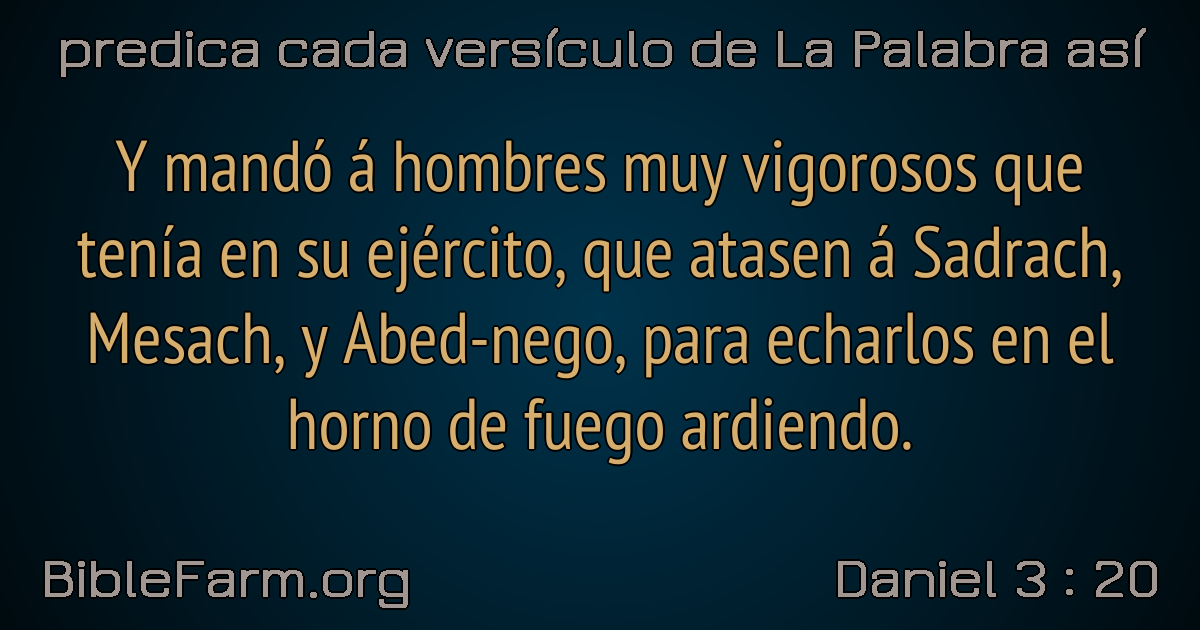 predica cada versículo de La Palabra así
Y mandó á hombres muy vigorosos que
tenía en su ejército, que atasen á Sadrach,
Mesach, y Abed-nego, para echarlos en el
horno de fuego ardiendo.
BibleFarm.org
Daniel 3 : 20